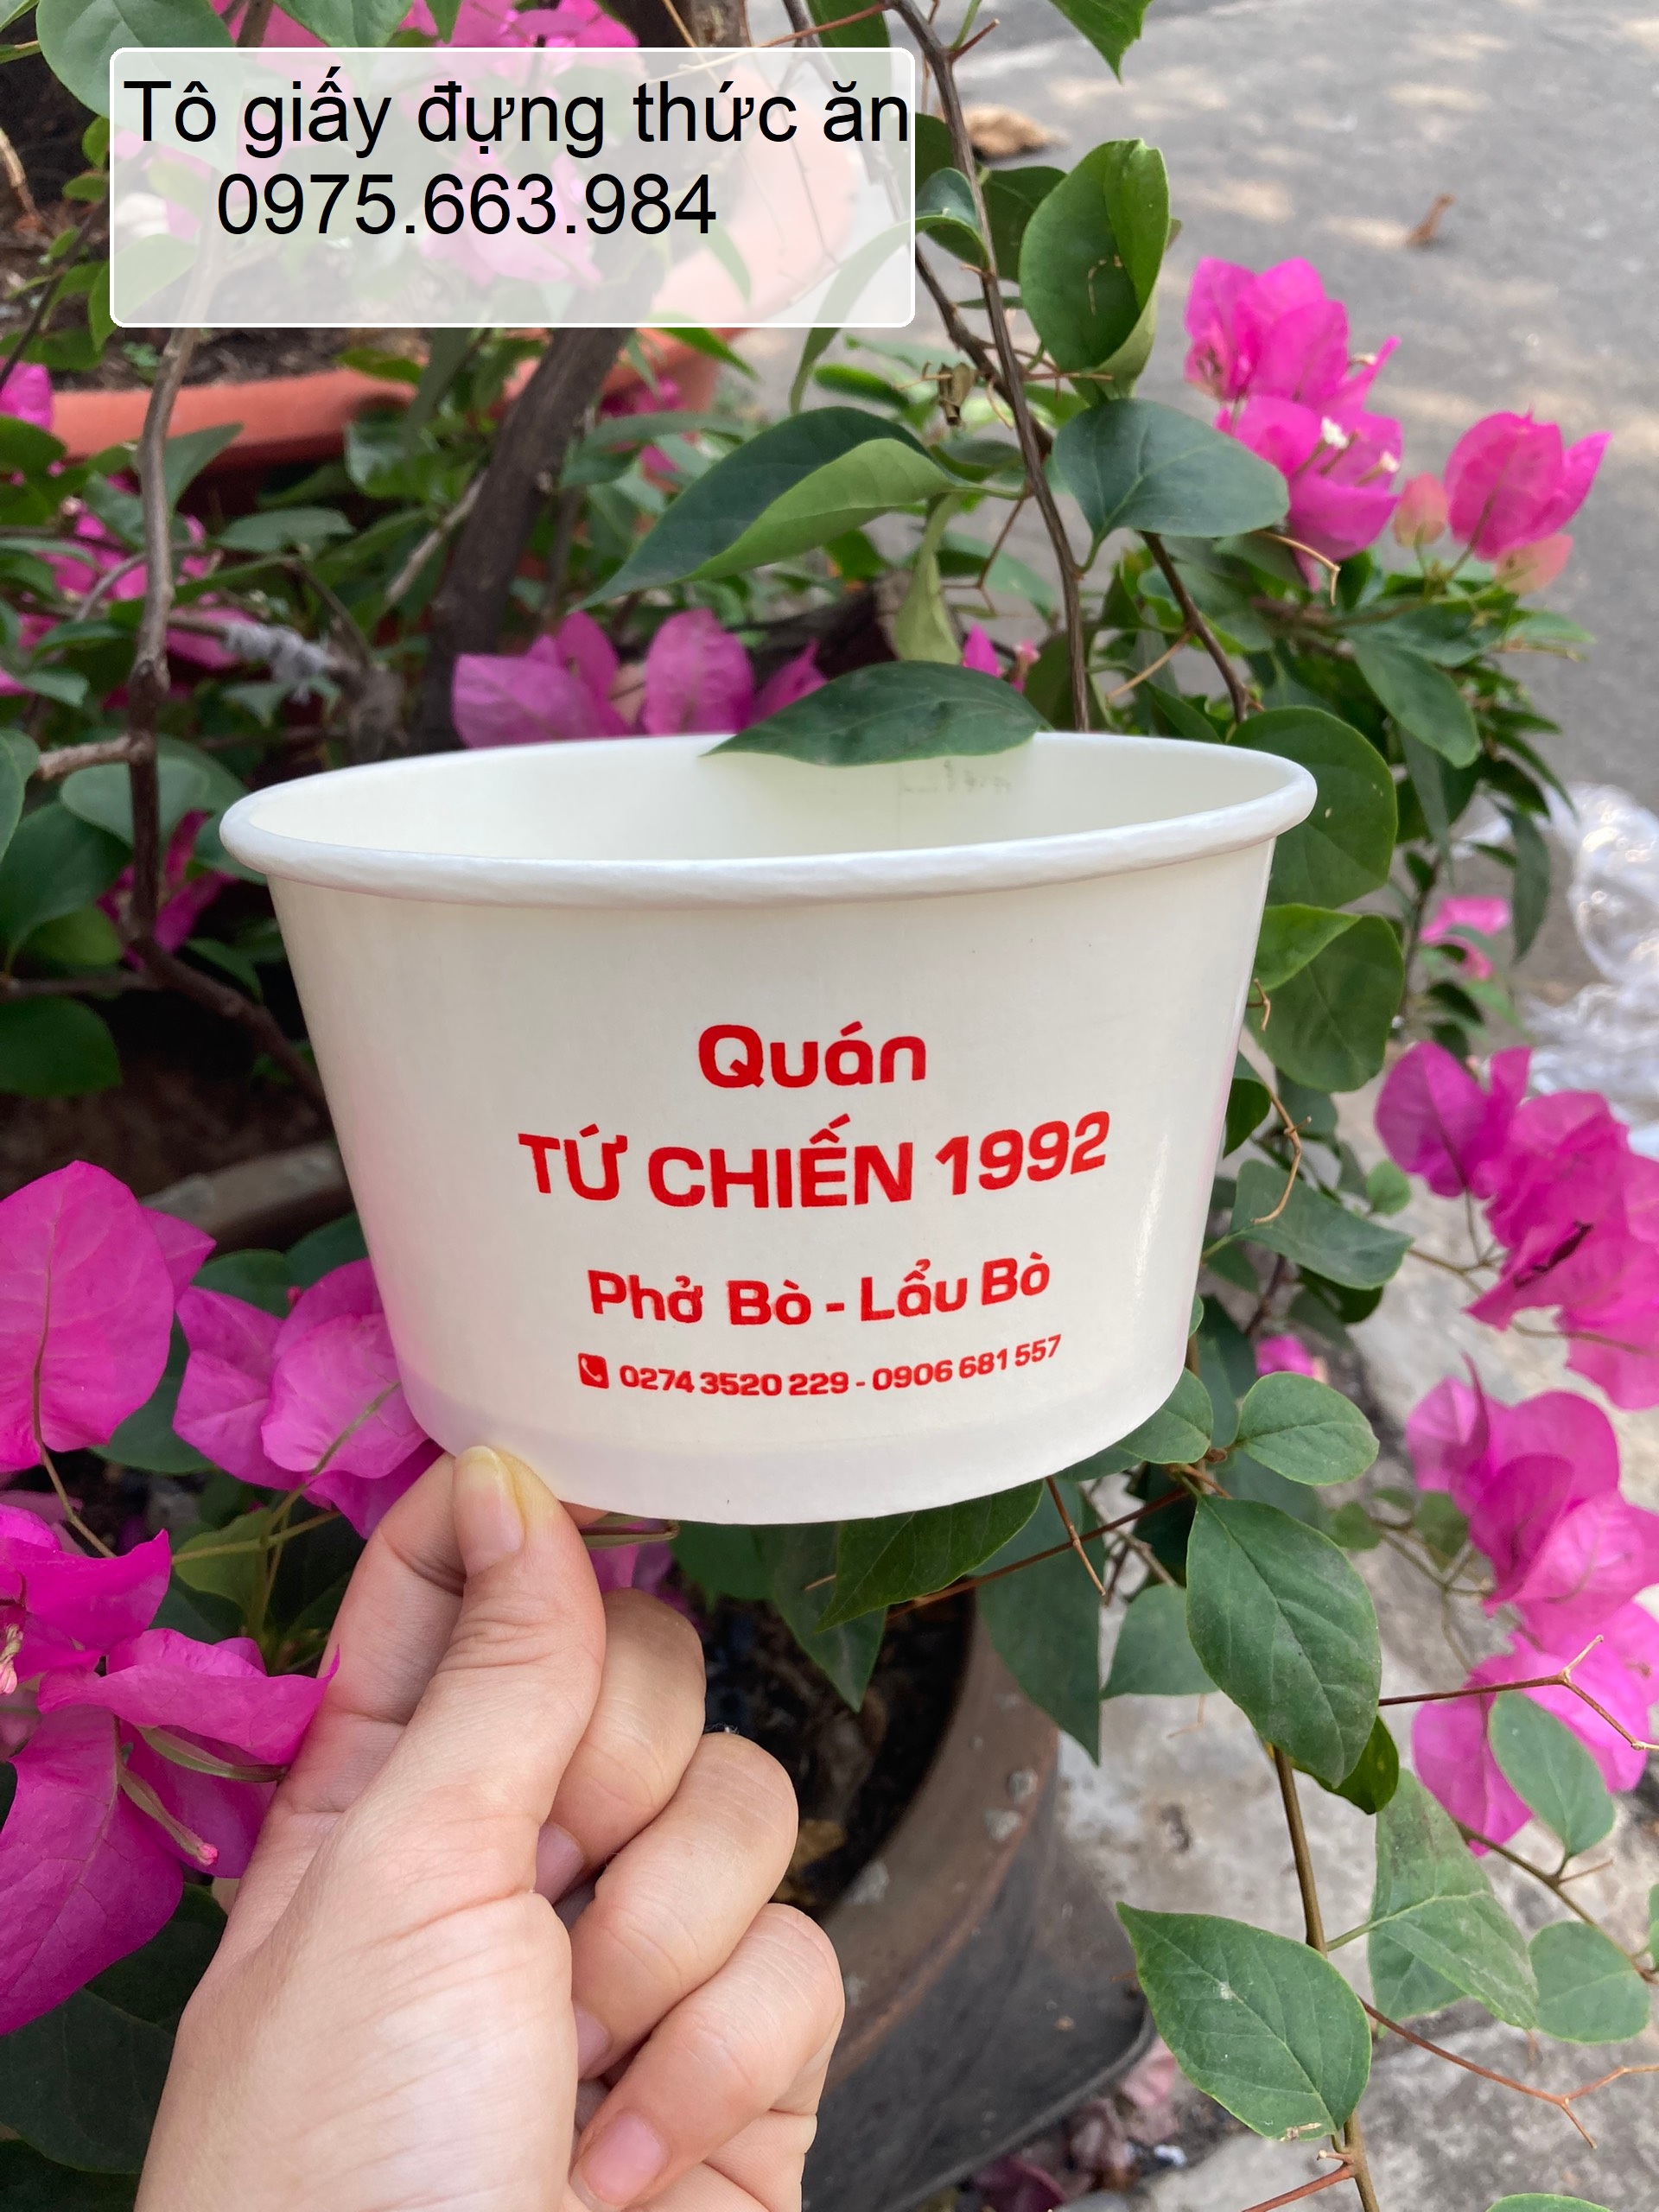 Tô giấy đựng thức ăn
0975.663.984
Quán
TỨ CHIẾN 1992
Phở Bò - Lẩu Bò
0274 3520 229 - 0906 681 557